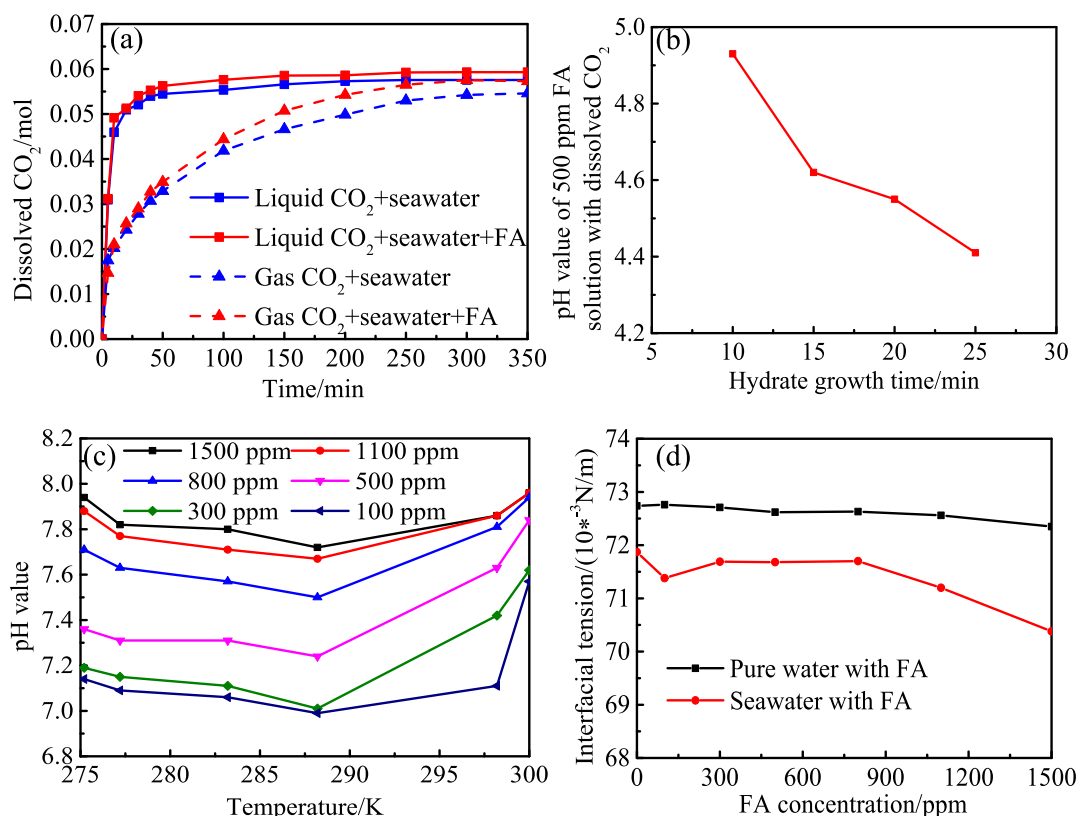 (a)
0.07
0.06
0.05
0.04
0.03
0.02
0.01
0.00
Dissolved CO₂/mol
Liquid CO₂+seawater
Liquid CO₂+seawater+FA
Gas CO₂+seawater
Gas CO₂+seawater+FA
0 50 100 150 200 250 300 350
Time/min
(b)
5.0
4.8
4.6
4.4
4.2
pH value of 500 ppm FA
solution with dissolved CO₂
5 10 15 20 25 30
Hydrate growth time/min
(c)
8.2
8.0
7.8
7.6
7.4
7.2
7.0
6.8
pH value
1500 ppm 1100 ppm
800 ppm 500 ppm
300 ppm 100 ppm
275 280 285 290 295 300
Temperature/K
(d)
74
73
72
71
70
69
68
Interfacial tension/(10*⁻³N/m)
Pure water with FA
Seawater with FA
0 300 600 900 1200 1500
FA concentration/ppm